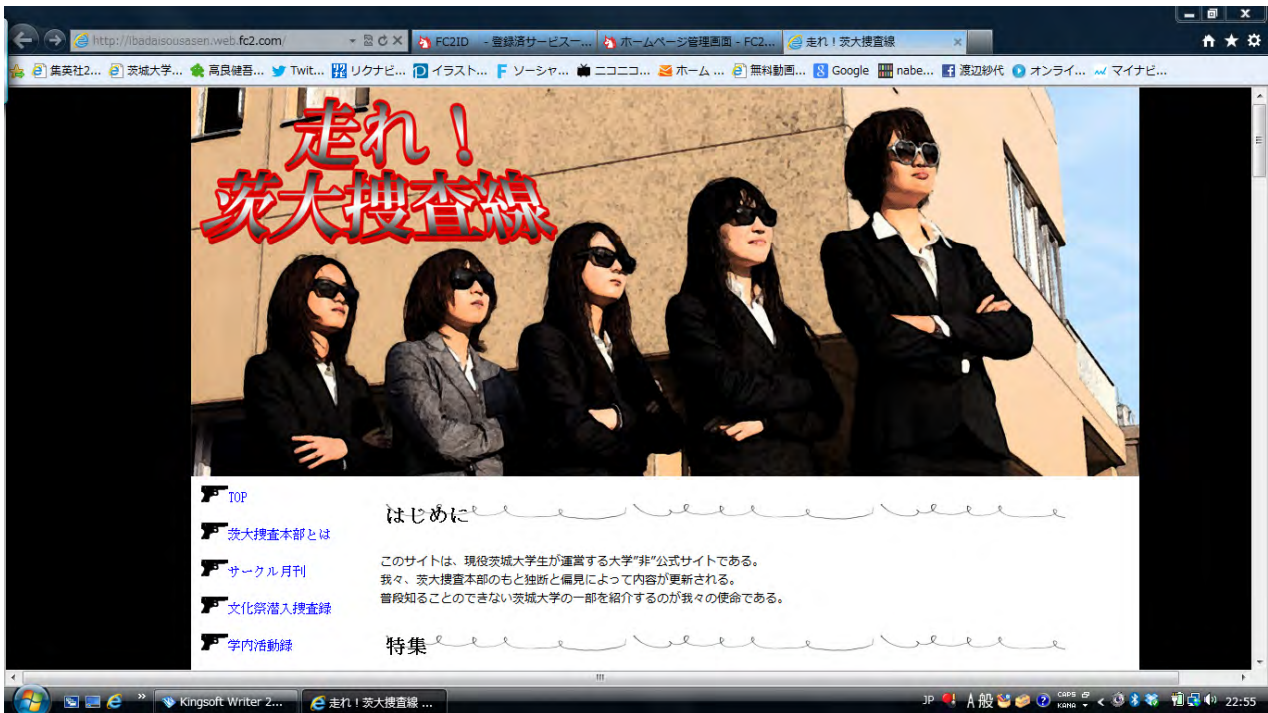 http://ibadaisousasen.web.fc2.com/
FC2ID - 登録済サービスー...
ホームページ管理画面 - FC2...
走れ！茨大捜査線
集英社2...
茨城大学...
高良健吾...
Twit...
リクナビ...
イラスト...
ソーシャ...
ニコニコ...
ホーム ...
無料動画...
Google
nabe...
渡辺紗代
オンライ...
マイナビ...
走れ！
茨大捜査線
TOP
茨大捜査本部とは
サークル月刊
文化祭潜入捜査録
学内活動録
はじめに
このサイトは、現役茨城大学生が運営する大学”非”公式サイトである。
我々、茨大捜査本部のもと独断と偏見によって内容が更新される。
普段知ることのできない茨城大学の一部を紹介するのが我々の使命である。
特集
Kingsoft Writer 2...
走れ！茨大捜査線 ...
JP
A般
CAPS
KANA
22:55